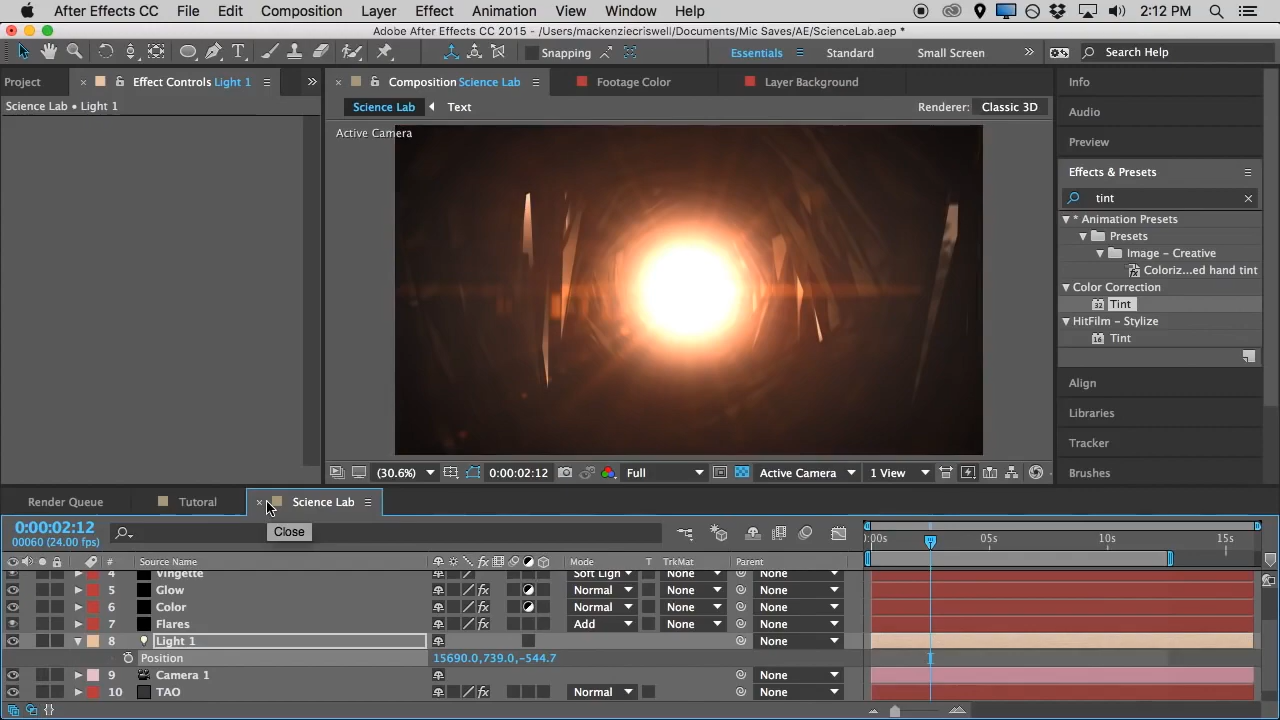 After Effects CC File Edit Composition Layer Effect Animation View Window Help 2:12 PM
Adobe After Effects CC 2015 - /Users/mackenziecriswell/Documents/Mic Saves/AE/ScienceLab.aep *
Snapping Essentials Standard Small Screen Search Help
Project Effect Controls Light 1 Composition Science Lab Footage Color Layer Background Info
Science Lab • Light 1 Science Lab Text Renderer: Classic 3D Audio
Active Camera Preview
Effects & Presets
tint
* Animation Presets
Presets
Image – Creative
Coloriz...ed hand tint
Color Correction
32 Tint
HitFilm – Stylize
16 Tint
Align
Libraries
Tracker
(30.6%) 0:00:02:12 Full Active Camera 1 View Brushes
Render Queue Tutoral Science Lab
0:00:02:12
00060 (24.00 fps) Close :00s 05s 10s 15s
# Source Name Mode T TrkMat Parent
4 Vingette Soft Ligh None None
5 Glow Normal None None
6 Color Normal None None
7 Flares Add None None
8 Light 1 None
Position 15690.0,739.0,-544.7
9 Camera 1 None
10 TAO Normal None None